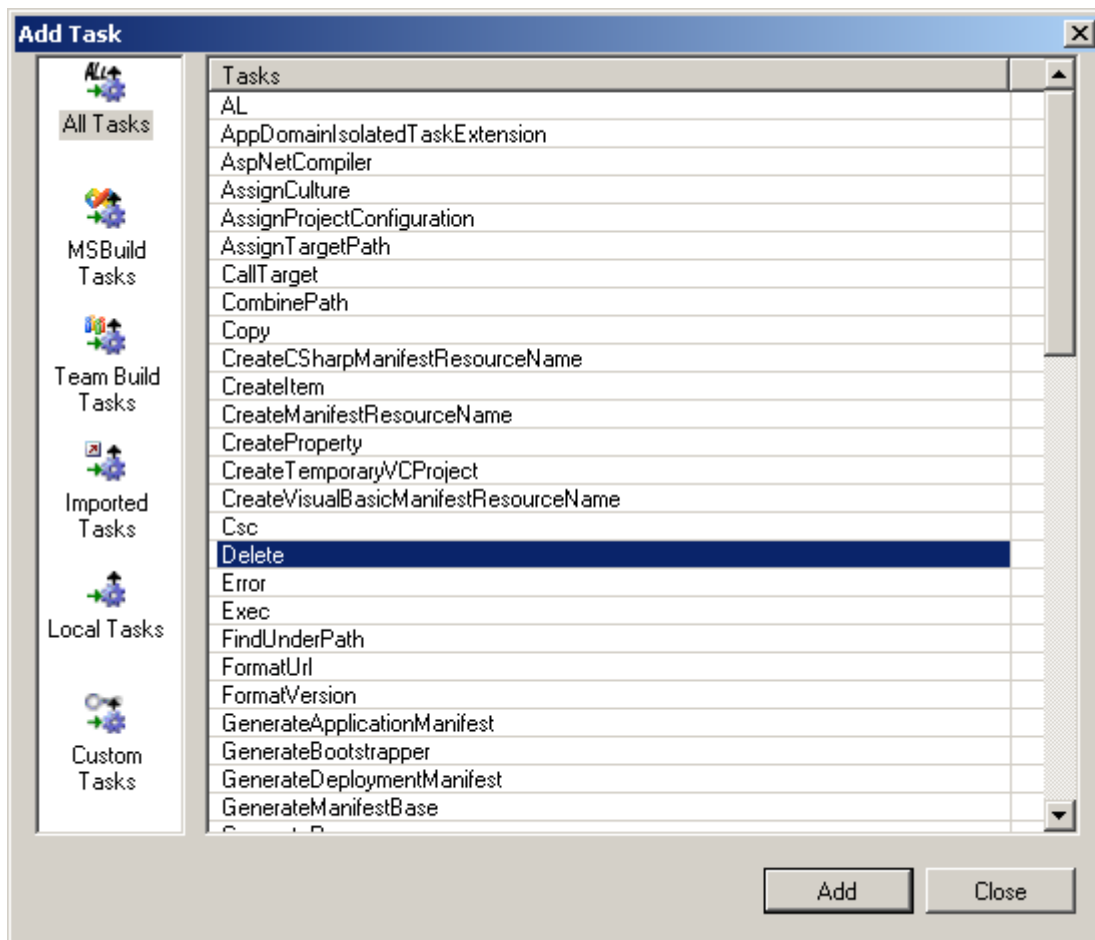 Add Task
ALL
All Tasks
MSBuild
Tasks
Team Build
Tasks
Imported
Tasks
Local Tasks
Custom
Tasks
Tasks
AL
AppDomainIsolatedTaskExtension
AspNetCompiler
AssignCulture
AssignProjectConfiguration
AssignTargetPath
CallTarget
CombinePath
Copy
CreateCSharpManifestResourceName
CreateItem
CreateManifestResourceName
CreateProperty
CreateTemporaryVCProject
CreateVisualBasicManifestResourceName
Csc
Delete
Error
Exec
FindUnderPath
FormatUrl
FormatVersion
GenerateApplicationManifest
GenerateBootstrapper
GenerateDeploymentManifest
GenerateManifestBase
Add
Close